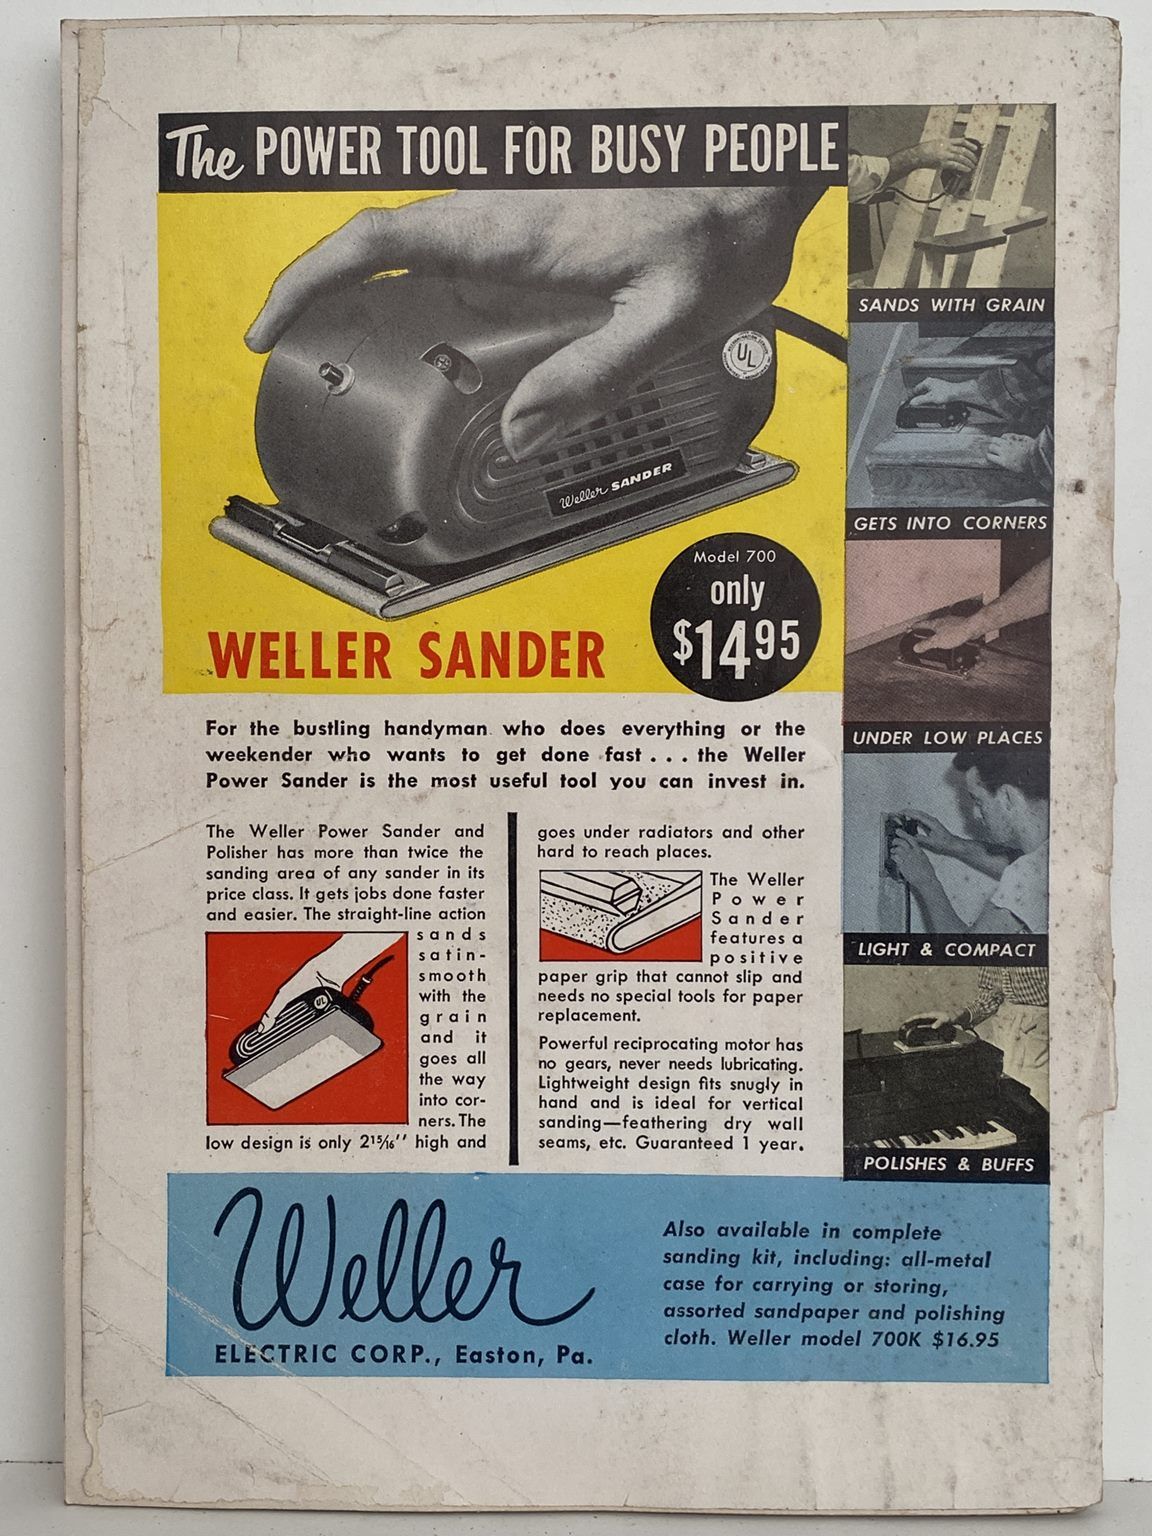 The POWER TOOL FOR BUSY PEOPLE
UL
Weller SANDER
Model 700
only
$14.95
WELLER SANDER
SANDS WITH GRAIN
GETS INTO CORNERS
UNDER LOW PLACES
LIGHT & COMPACT
POLISHES & BUFFS
For the bustling handyman who does everything or the
weekender who wants to get done fast . . . the Weller
Power Sander is the most useful tool you can invest in.
The Weller Power Sander and
Polisher has more than twice the
sanding area of any sander in its
price class. It gets jobs done faster
and easier. The straight-line action
sands
satin-
smooth
with the
grain
and it
goes all
the way
into cor-
ners. The
low design is only 2 15/16" high and
UL
goes under radiators and other
hard to reach places.
The Weller
Power
Sander
features a
positive
paper grip that cannot slip and
needs no special tools for paper
replacement.
Powerful reciprocating motor has
no gears, never needs lubricating.
Lightweight design fits snugly in
hand and is ideal for vertical
sanding—feathering dry wall
seams, etc. Guaranteed 1 year.
Weller
ELECTRIC CORP., Easton, Pa.
Also available in complete
sanding kit, including: all-metal
case for carrying or storing,
assorted sandpaper and polishing
cloth. Weller model 700K $16.95